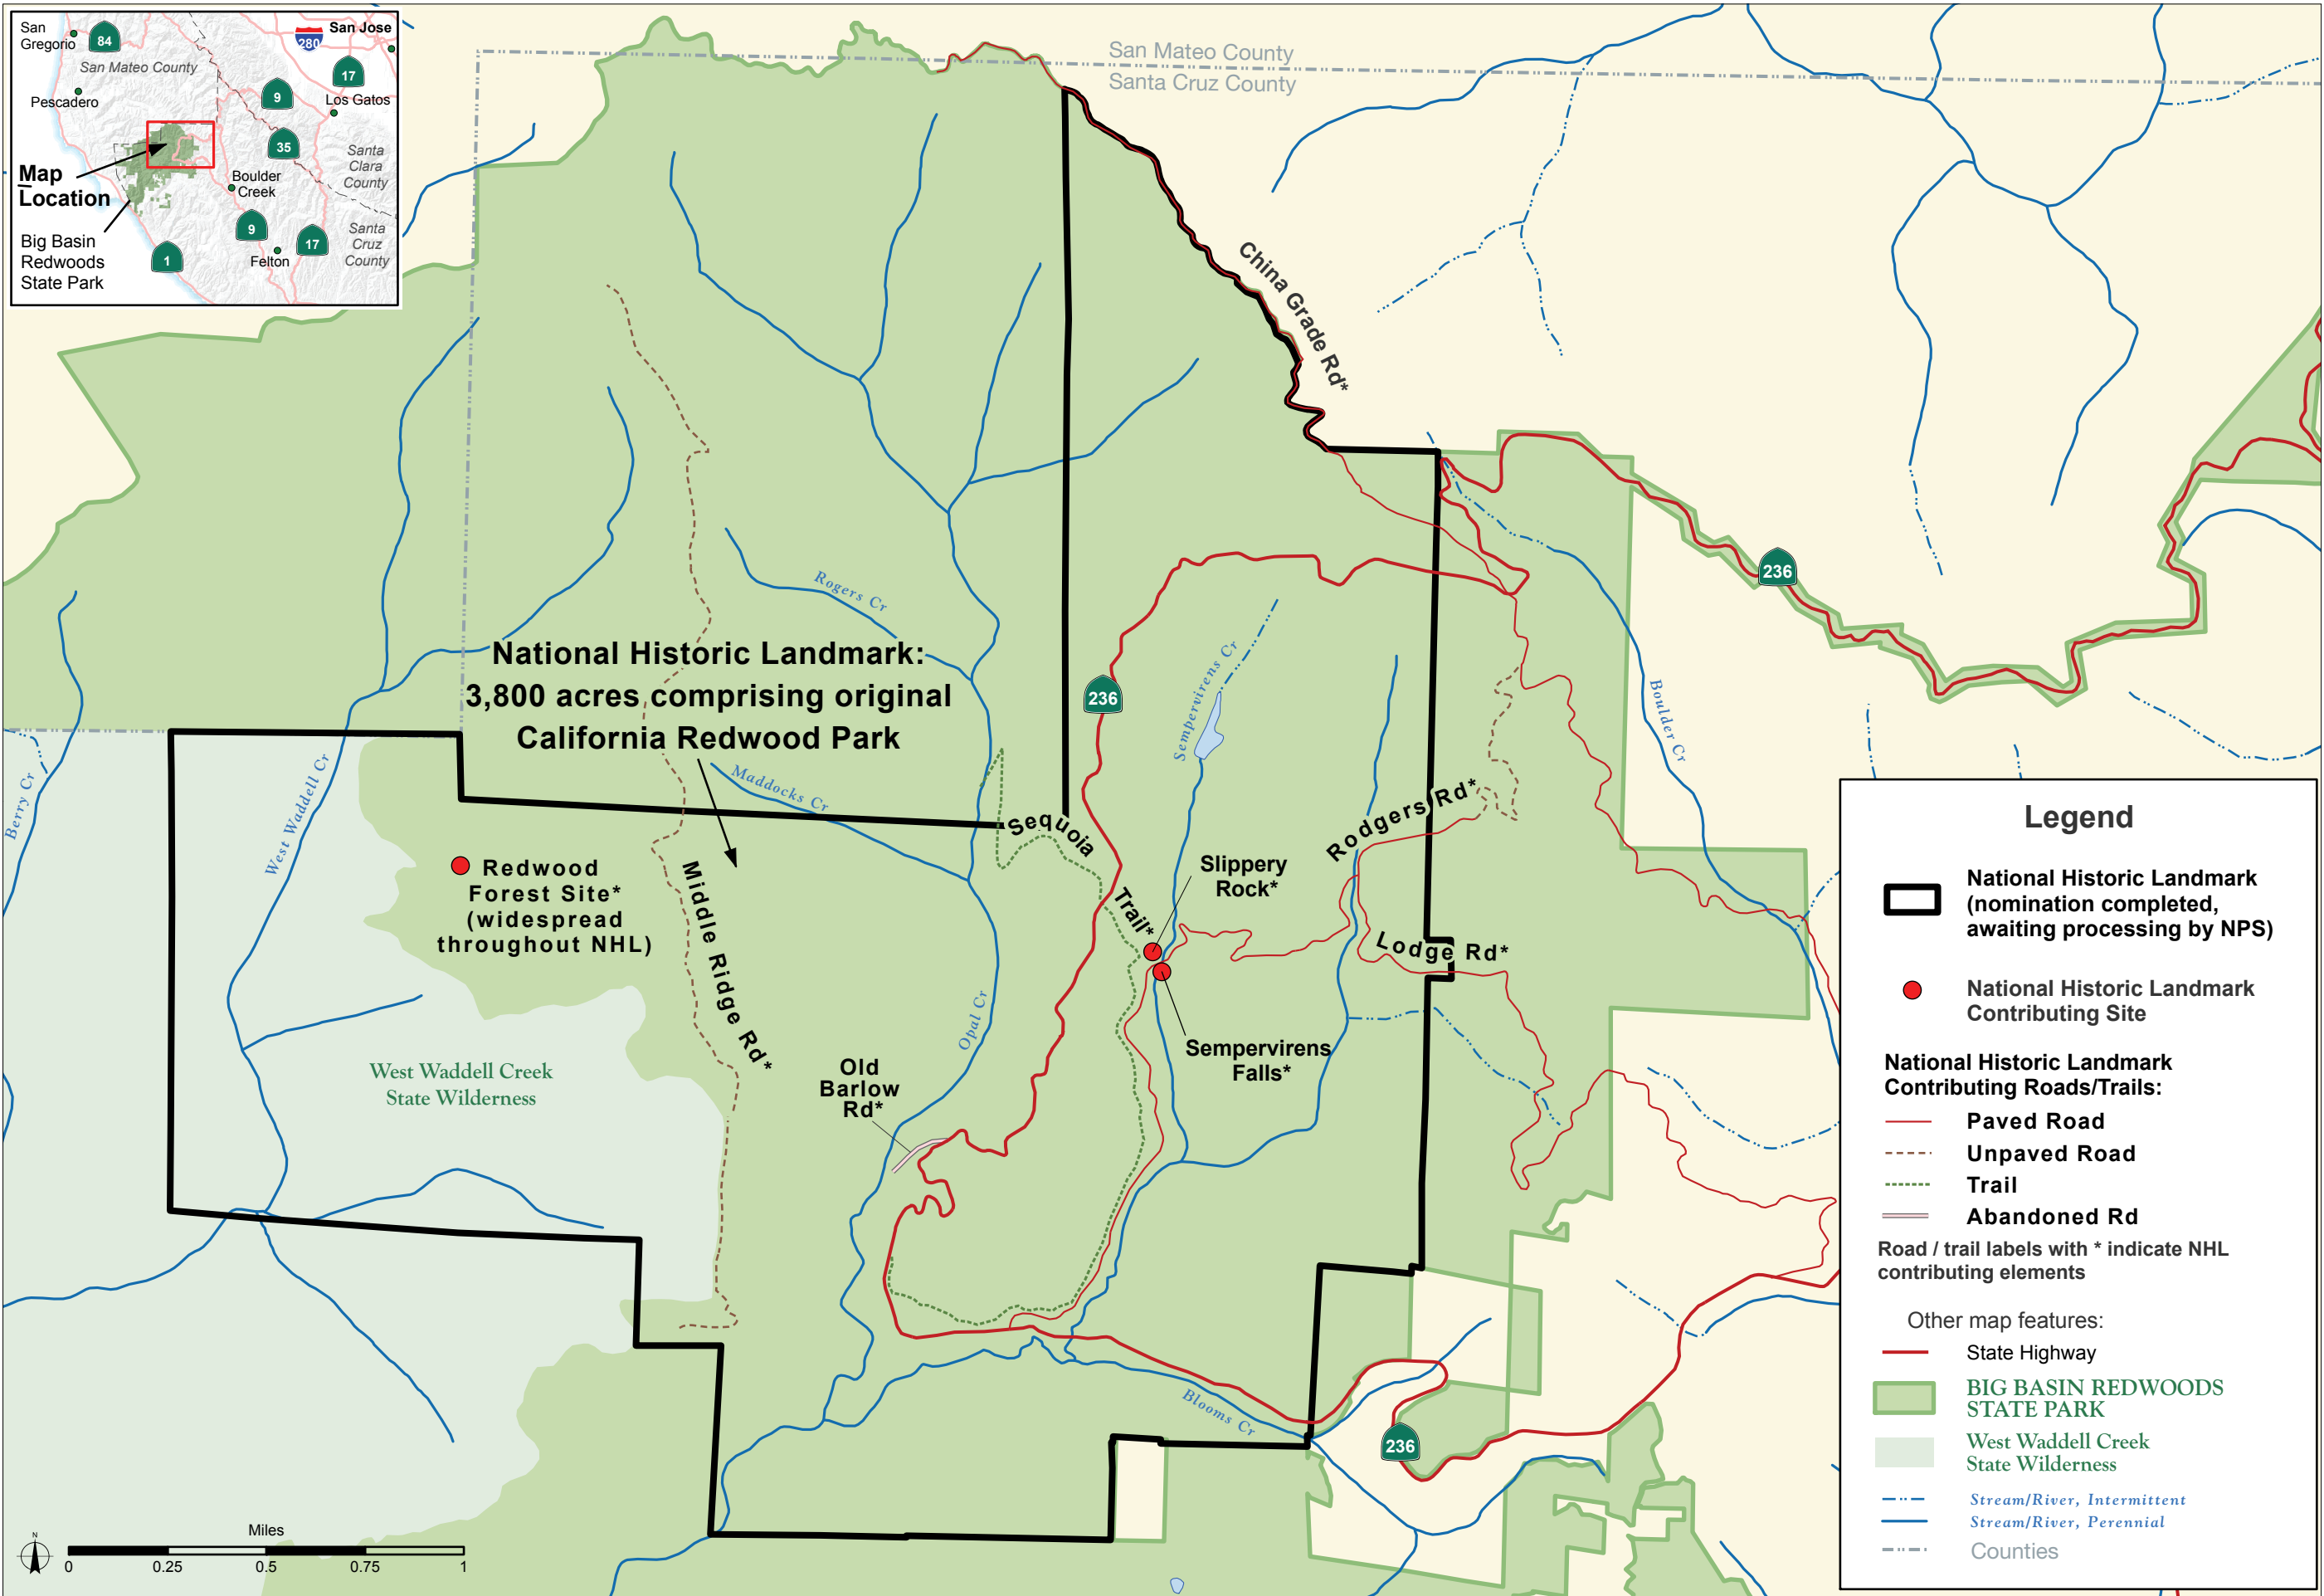 San
Gregorio
84
San Mateo County
280
San Jose
17
Pescadero
9
Los Gatos
35
Santa
Clara
County
Map
Location
Boulder
Creek
Big Basin
Redwoods
State Park
9
17
Santa
Cruz
County
Felton
1
San Mateo County
Santa Cruz County
China Grade Rd*
236
Rogers Cr
National Historic Landmark:
3,800 acres comprising original
California Redwood Park
236
Sempervirens Cr
Boulder Cr
Berry Cr
West Waddell Cr
Maddocks Cr
Sequoia
Trail*
Rodgers Rd*
Slippery
Rock*
Redwood
Forest Site*
(widespread
throughout NHL)
Middle Ridge Rd*
Lodge Rd*
Opal Cr
Sempervirens
Falls*
West Waddell Creek
State Wilderness
Old
Barlow
Rd*
Blooms Cr
236
N
Miles
0
0.25
0.5
0.75
1
Legend
National Historic Landmark
(nomination completed,
awaiting processing by NPS)
National Historic Landmark
Contributing Site
National Historic Landmark
Contributing Roads/Trails:
Paved Road
Unpaved Road
Trail
Abandoned Rd
Road / trail labels with * indicate NHL
contributing elements
Other map features:
State Highway
BIG BASIN REDWOODS
STATE PARK
West Waddell Creek
State Wilderness
Stream/River, Intermittent
Stream/River, Perennial
Counties